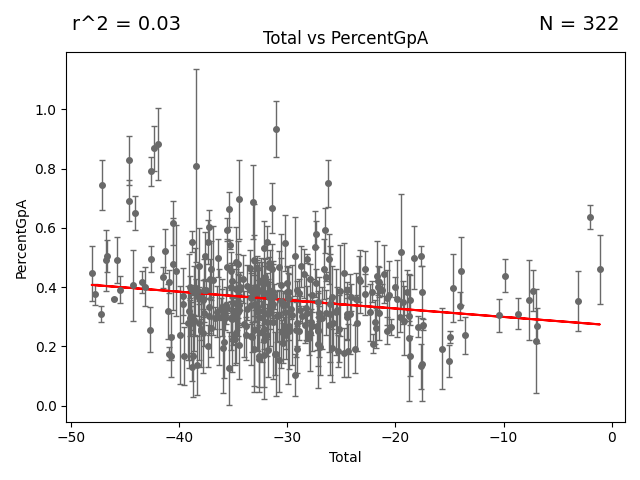 r^2 = 0.03
N = 322
Total vs PercentGpA
PercentGpA
1.0
0.8
0.6
0.4
0.2
0.0
−50
−40
−30
−20
−10
0
Total